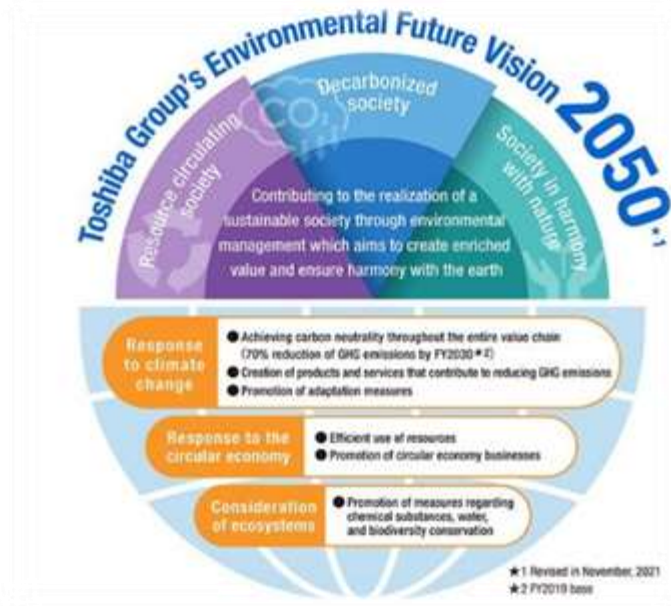 Toshiba Group's Environmental Future Vision 2050 ★1
Resource circulating
society
CO₂
Decarbonized
society
Society in harmony
with nature
Contributing to the realization of a
sustainable society through environmental
management which aims to create enriched
value and ensure harmony with the earth
Response
to climate
change
● Achieving carbon neutrality throughout the entire value chain
(70% reduction of GHG emissions by FY2030 ★2)
● Creation of products and services that contribute to reducing GHG emissions
● Promotion of adaptation measures
Response to the
circular economy
● Efficient use of resources
● Promotion of circular economy businesses
Consideration
of ecosystems
● Promotion of measures regarding
chemical substances, water,
and biodiversity conservation
★1 Revised in November, 2021
★2 FY2019 base